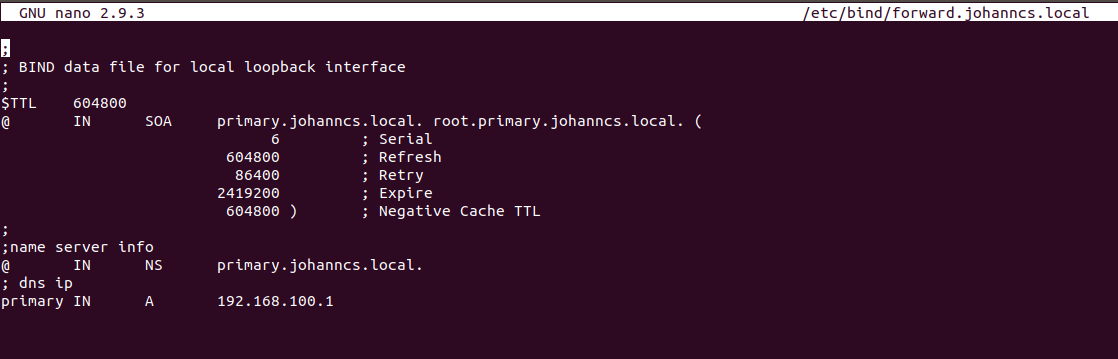 GNU nano 2.9.3 /etc/bind/forward.johanncs.local
;
; BIND data file for local loopback interface
;
$TTL 604800
@ IN SOA primary.johanncs.local. root.primary.johanncs.local. (
6 ; Serial
604800 ; Refresh
86400 ; Retry
2419200 ; Expire
604800 ) ; Negative Cache TTL
;
;name server info
@ IN NS primary.johanncs.local.
; dns ip
primary IN A 192.168.100.1